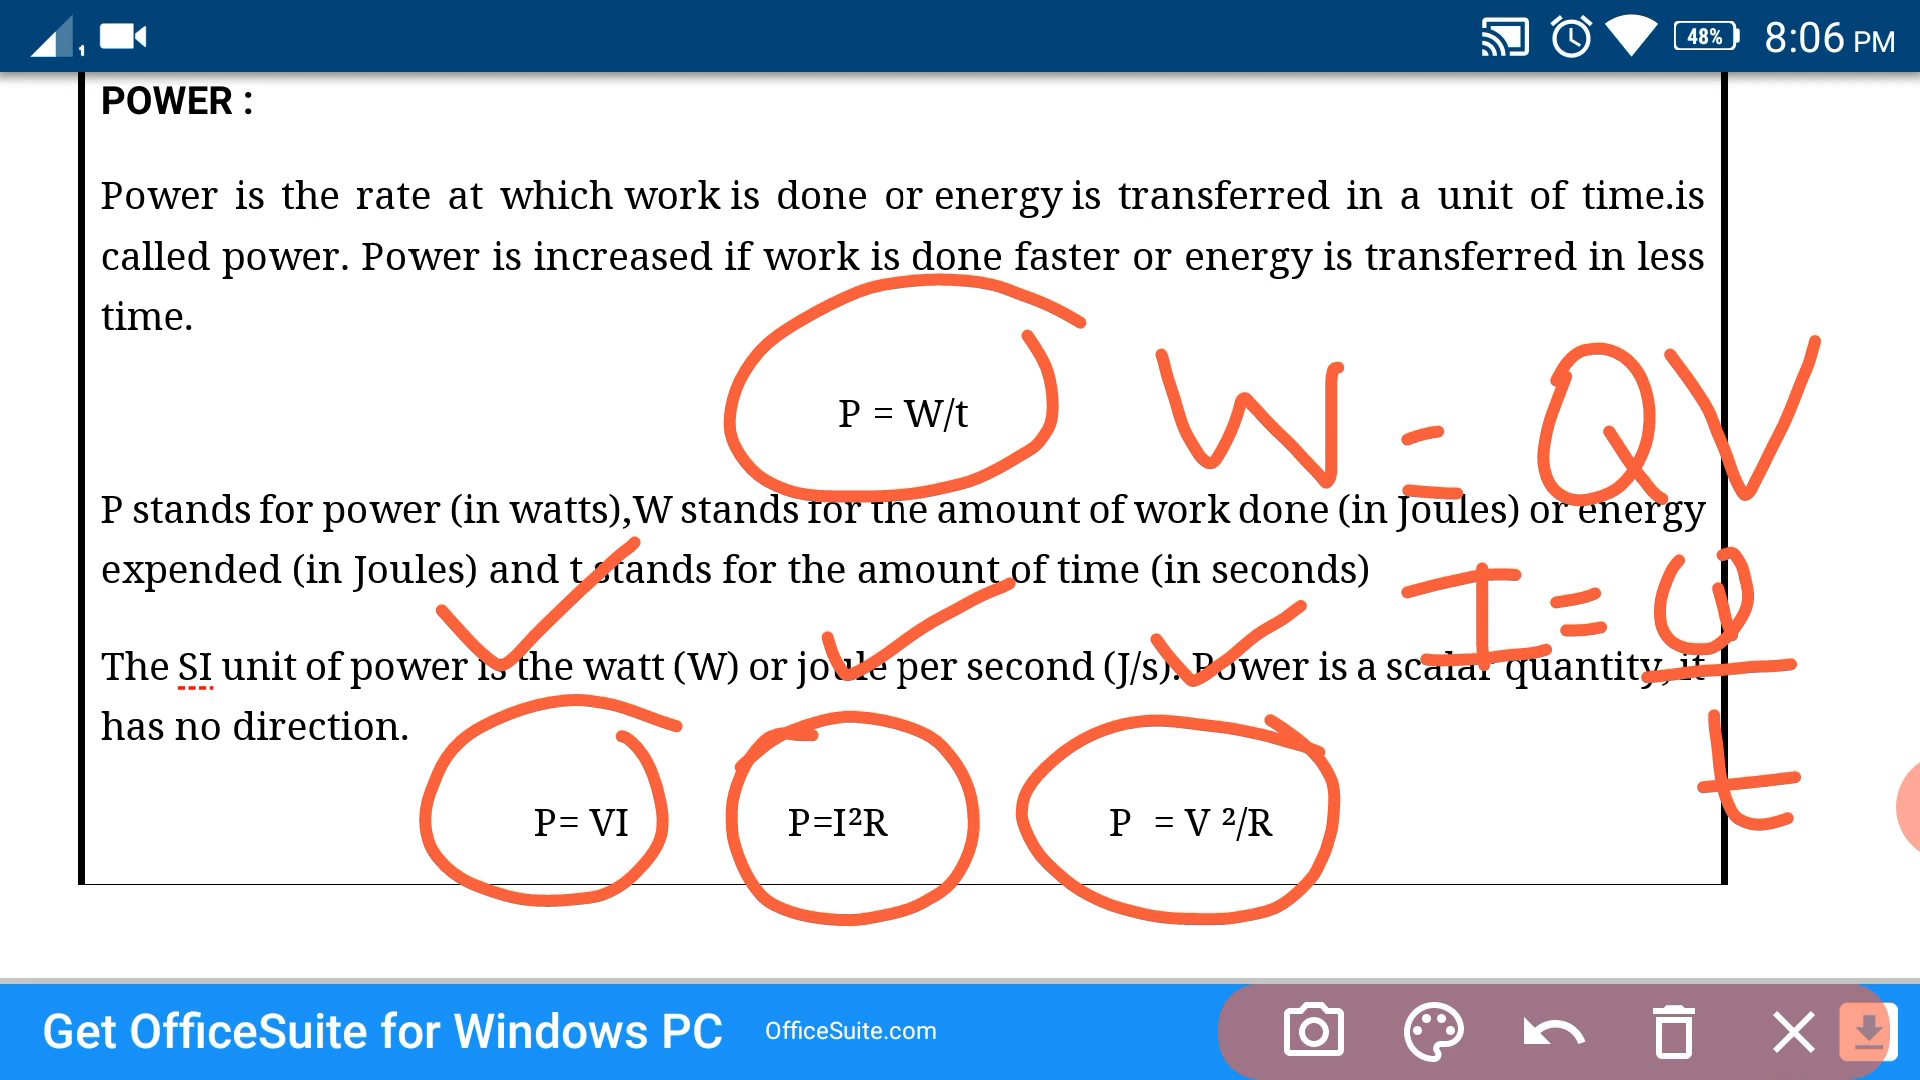 1 48% 8:06 PM
POWER :
Power is the rate at which work is done or energy is transferred in a unit of time.is
called power. Power is increased if work is done faster or energy is transferred in less
time.
P = W/t
W = QV
P stands for power (in watts),W stands for the amount of work done (in Joules) or energy
expended (in Joules) and t stands for the amount of time (in seconds)
I = Q
t
The SI unit of power is the watt (W) or joule per second (J/s). Power is a scalar quantity, it
has no direction.
P= VI P=I²R P = V ²/R
Get OfficeSuite for Windows PC OfficeSuite.com